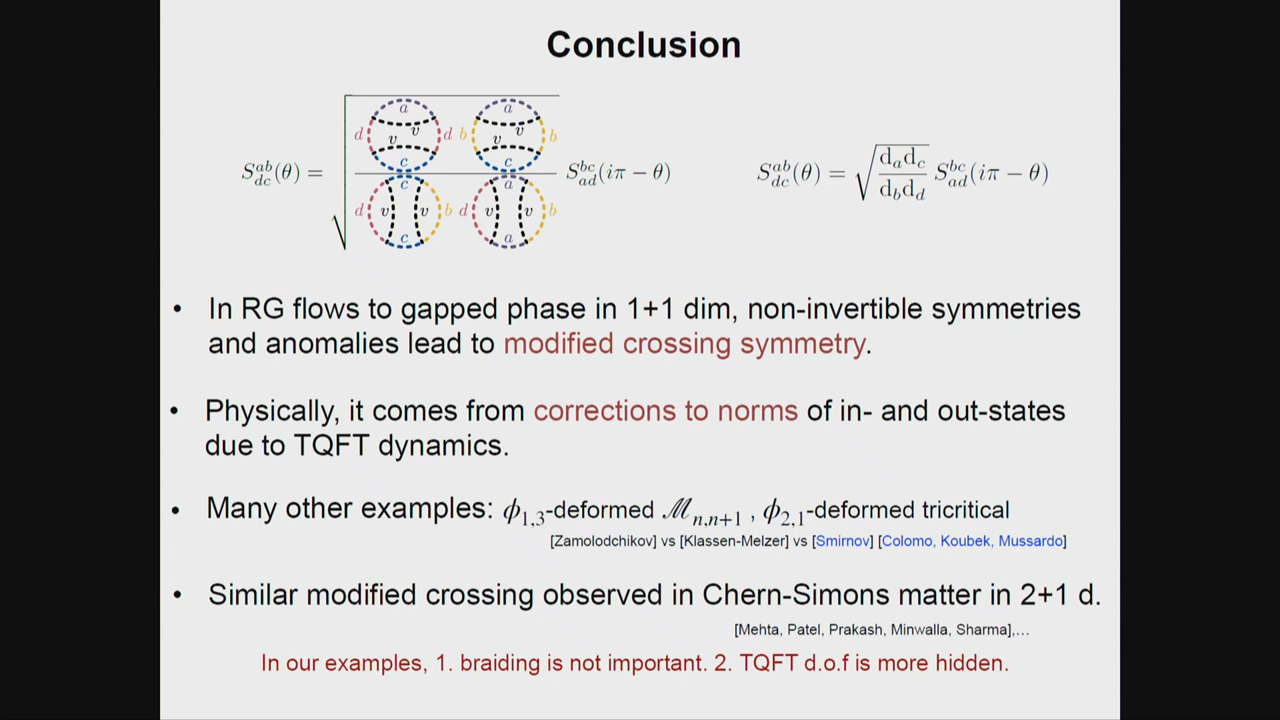 Conclusion
S^{ab}_{dc}(θ) = √ a a d v v d b v v b c c c a d v v b d v v b c a S^{bc}_{ad}(iπ − θ)
S^{ab}_{dc}(θ) = √(d_a d_c / d_b d_d) S^{bc}_{ad}(iπ − θ)
• In RG flows to gapped phase in 1+1 dim, non-invertible symmetries
and anomalies lead to modified crossing symmetry.
• Physically, it comes from corrections to norms of in- and out-states
due to TQFT dynamics.
• Many other examples: ϕ_{1,3}-deformed ℳ_{n,n+1} , ϕ_{2,1}-deformed tricritical
[Zamolodchikov] vs [Klassen-Melzer] vs [Smirnov] [Colomo, Koubek, Mussardo]
• Similar modified crossing observed in Chern-Simons matter in 2+1 d.
[Mehta, Patel, Prakash, Minwalla, Sharma],...
In our examples, 1. braiding is not important. 2. TQFT d.o.f is more hidden.